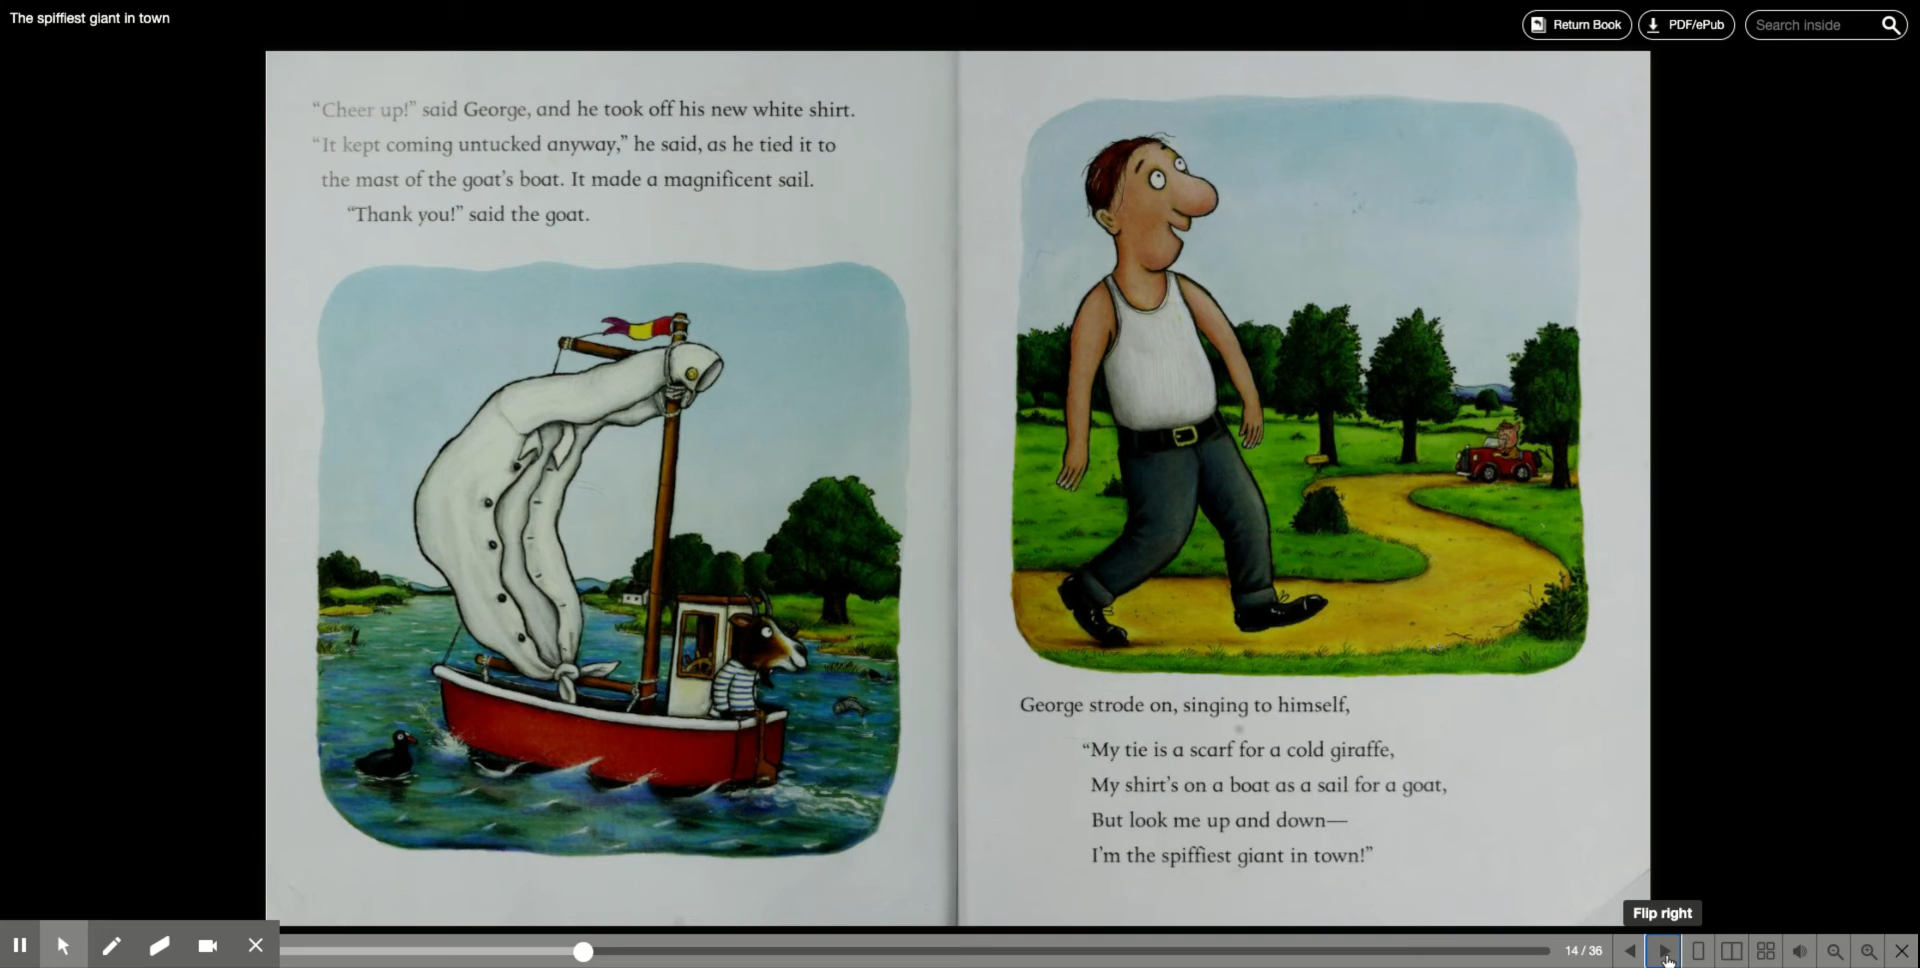 The spiffiest giant in town
Return Book
PDF/ePub
Search inside
“Cheer up!” said George, and he took off his new white shirt.
“It kept coming untucked anyway,” he said, as he tied it to
the mast of the goat’s boat. It made a magnificent sail.
“Thank you!” said the goat.
George strode on, singing to himself,
“My tie is a scarf for a cold giraffe,
My shirt’s on a boat as a sail for a goat,
But look me up and down—
I’m the spiffiest giant in town!”
Flip right
14 / 36